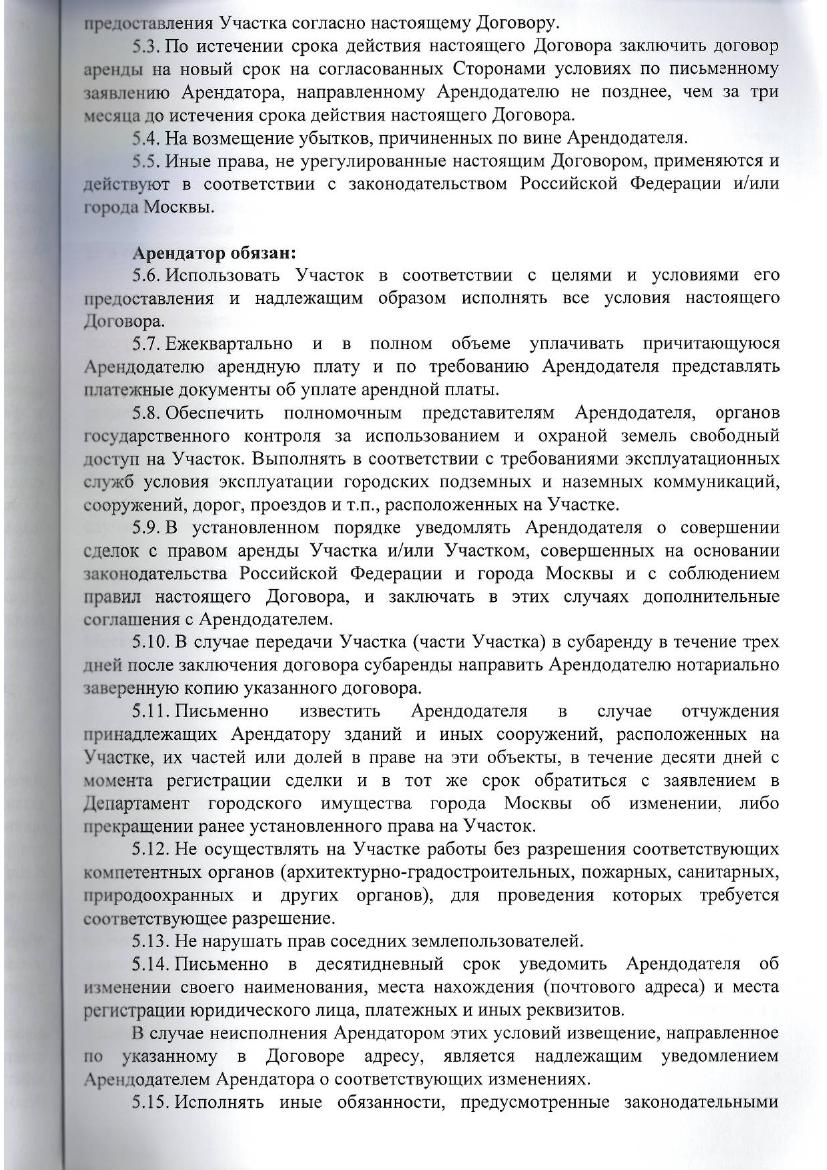 предоставления Участка согласно настоящему Договору.
5.3. По истечении срока действия настоящего Договора заключить договор
аренды на новый срок на согласованных Сторонами условиях по письменному
заявлению Арендатора, направленному Арендодателю не позднее, чем за три
месяца до истечения срока действия настоящего Договора.
5.4. На возмещение убытков, причиненных по вине Арендодателя.
5.5. Иные права, не урегулированные настоящим Договором, применяются и
действуют в соответствии с законодательством Российской Федерации и/или
города Москвы.
Арендатор обязан:
5.6. Использовать Участок в соответствии с целями и условиями его
предоставления и надлежащим образом исполнять все условия настоящего
Договора.
5.7. Ежеквартально и в полном объеме уплачивать причитающуюся
Арендодателю арендную плату и по требованию Арендодателя представлять
платежные документы об уплате арендной платы.
5.8. Обеспечить полномочным представителям Арендодателя, органов
государственного контроля за использованием и охраной земель свободный
доступ на Участок. Выполнять в соответствии с требованиями эксплуатационных
служб условия эксплуатации городских подземных и наземных коммуникаций,
сооружений, дорог, проездов и т.п., расположенных на Участке.
5.9. В установленном порядке уведомлять Арендодателя о совершении
сделок с правом аренды Участка и/или Участком, совершенных на основании
законодательства Российской Федерации и города Москвы и с соблюдением
правил настоящего Договора, и заключать в этих случаях дополнительные
соглашения с Арендодателем.
5.10. В случае передачи Участка (части Участка) в субаренду в течение трех
дней после заключения договора субаренды направить Арендодателю нотариально
заверенную копию указанного договора.
5.11. Письменно известить Арендодателя в случае отчуждения
принадлежащих Арендатору зданий и иных сооружений, расположенных на
Участке, их частей или долей в праве на эти объекты, в течение десяти дней с
момента регистрации сделки и в тот же срок обратиться с заявлением в
Департамент городского имущества города Москвы об изменении, либо
прекращении ранее установленного права на Участок.
5.12. Не осуществлять на Участке работы без разрешения соответствующих
компетентных органов (архитектурно-градостроительных, пожарных, санитарных,
природоохранных и других органов), для проведения которых требуется
соответствующее разрешение.
5.13. Не нарушать прав соседних землепользователей.
5.14. Письменно в десятидневный срок уведомить Арендодателя об
изменении своего наименования, места нахождения (почтового адреса) и места
регистрации юридического лица, платежных и иных реквизитов.
В случае неисполнения Арендатором этих условий извещение, направленное
по указанному в Договоре адресу, является надлежащим уведомлением
Арендодателем Арендатора о соответствующих изменениях.
5.15. Исполнять иные обязанности, предусмотренные законодательными